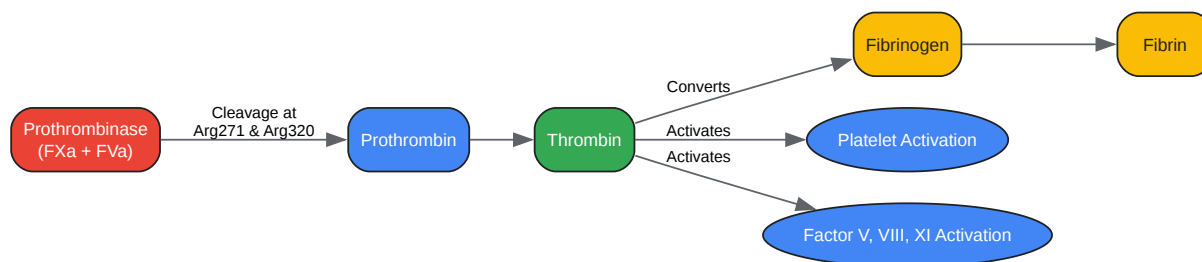 Prothrombinase
(FXa + FVa)
Cleavage at
Arg271 & Arg320
Prothrombin
Thrombin
Converts
Fibrinogen
Fibrin
Activates
Platelet Activation
Activates
Factor V, VIII, XI Activation